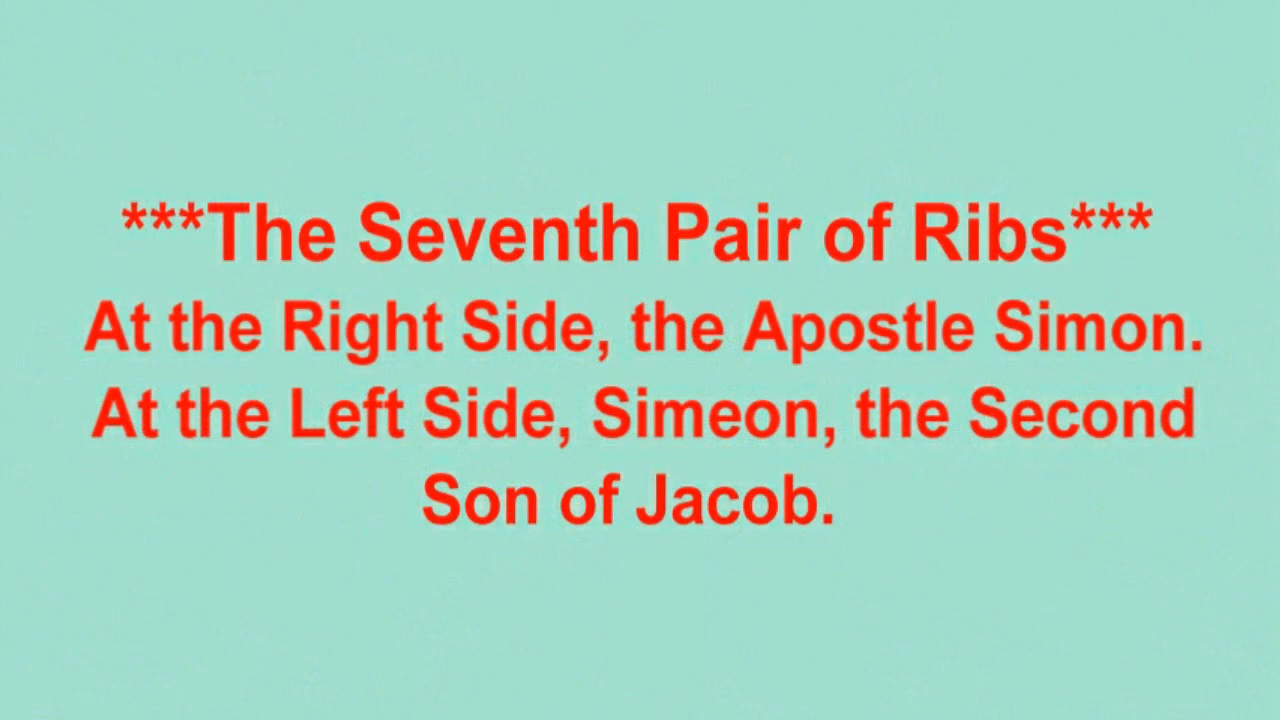 ***The Seventh Pair of Ribs***
At the Right Side, the Apostle Simon.
At the Left Side, Simeon, the Second
Son of Jacob.